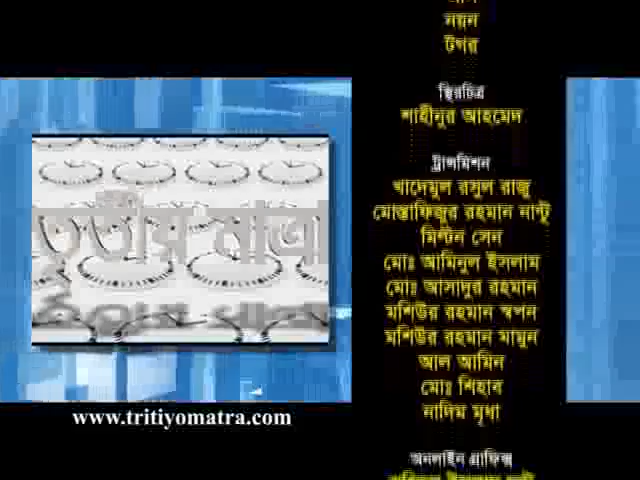 নয়ন
টগর
স্থিরচিত্র
শাহীনুর আহমেদ
ট্রান্সমিশন
খাদেমুল রসুল রাজু
মোস্তাফিজুর রহমান নান্টু
মিল্টন সেন
মোঃ আমিনুল ইসলাম
মোঃ আসাদুর রহমান
মশিউর রহমান স্বপন
মশিউর রহমান মামুন
আল আমিন
মোঃ শিহাব
নাদিম মৃধা
অনলাইন গ্রাফিক্স
তৃতীয় মাত্রা
www.tritiyomatra.com